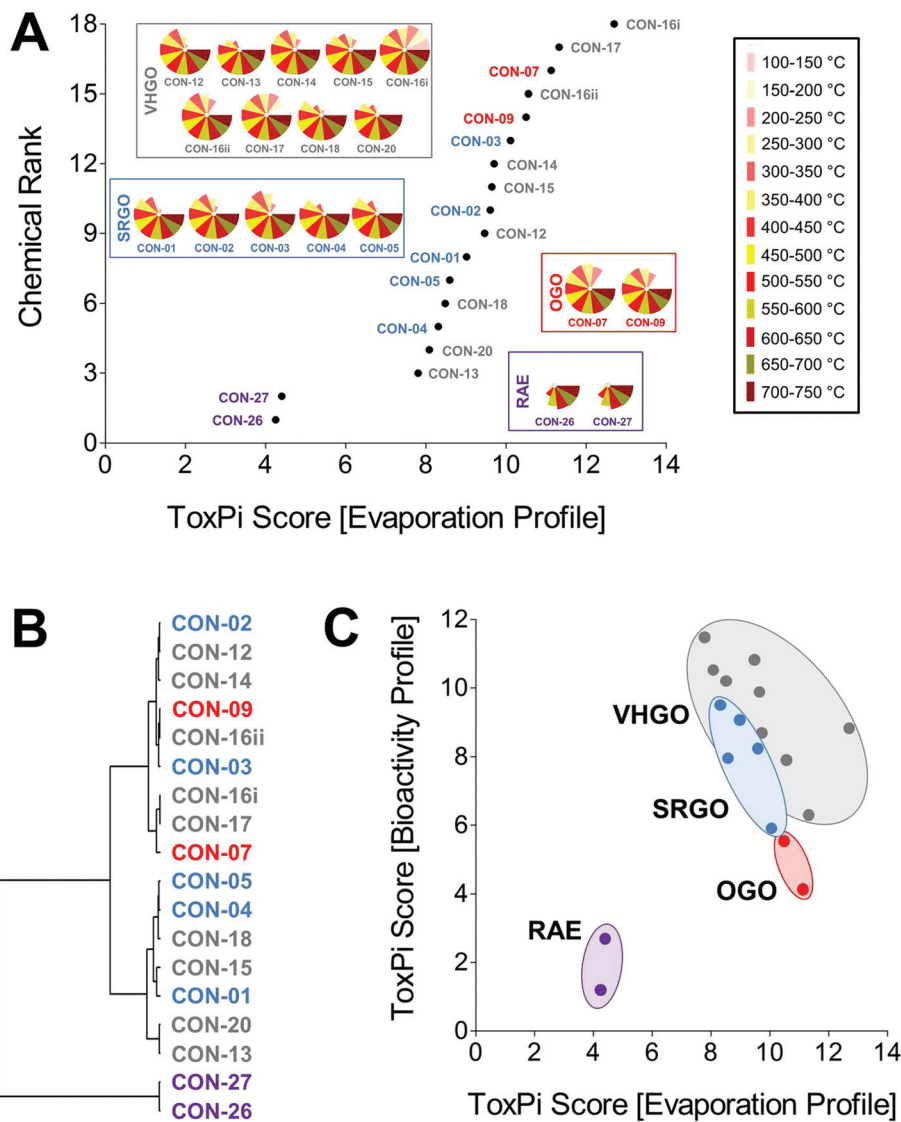 A
18
15
12
9
6
3
0
Chemical Rank
0 2 4 6 8 10 12 14
ToxPi Score [Evaporation Profile]
VHGO
CON-12 CON-13 CON-14 CON-15 CON-16i
CON-16ii CON-17 CON-18 CON-20
SRGO
CON-01 CON-02 CON-03 CON-04 CON-05
OGO
CON-07 CON-09
RAE
CON-26 CON-27
CON-16i
CON-17
CON-07
CON-16ii
CON-09
CON-03
CON-14
CON-15
CON-02
CON-12
CON-01
CON-05
CON-18
CON-04
CON-20
CON-13
CON-27
CON-26
100-150 °C
150-200 °C
200-250 °C
250-300 °C
300-350 °C
350-400 °C
400-450 °C
450-500 °C
500-550 °C
550-600 °C
600-650 °C
650-700 °C
700-750 °C
B
CON-02
CON-12
CON-14
CON-09
CON-16ii
CON-03
CON-16i
CON-17
CON-07
CON-05
CON-04
CON-18
CON-15
CON-01
CON-20
CON-13
CON-27
CON-26
C
12
10
8
6
4
2
0
ToxPi Score [Bioactivity Profile]
VHGO
SRGO
OGO
RAE
0 2 4 6 8 10 12 14
ToxPi Score [Evaporation Profile]